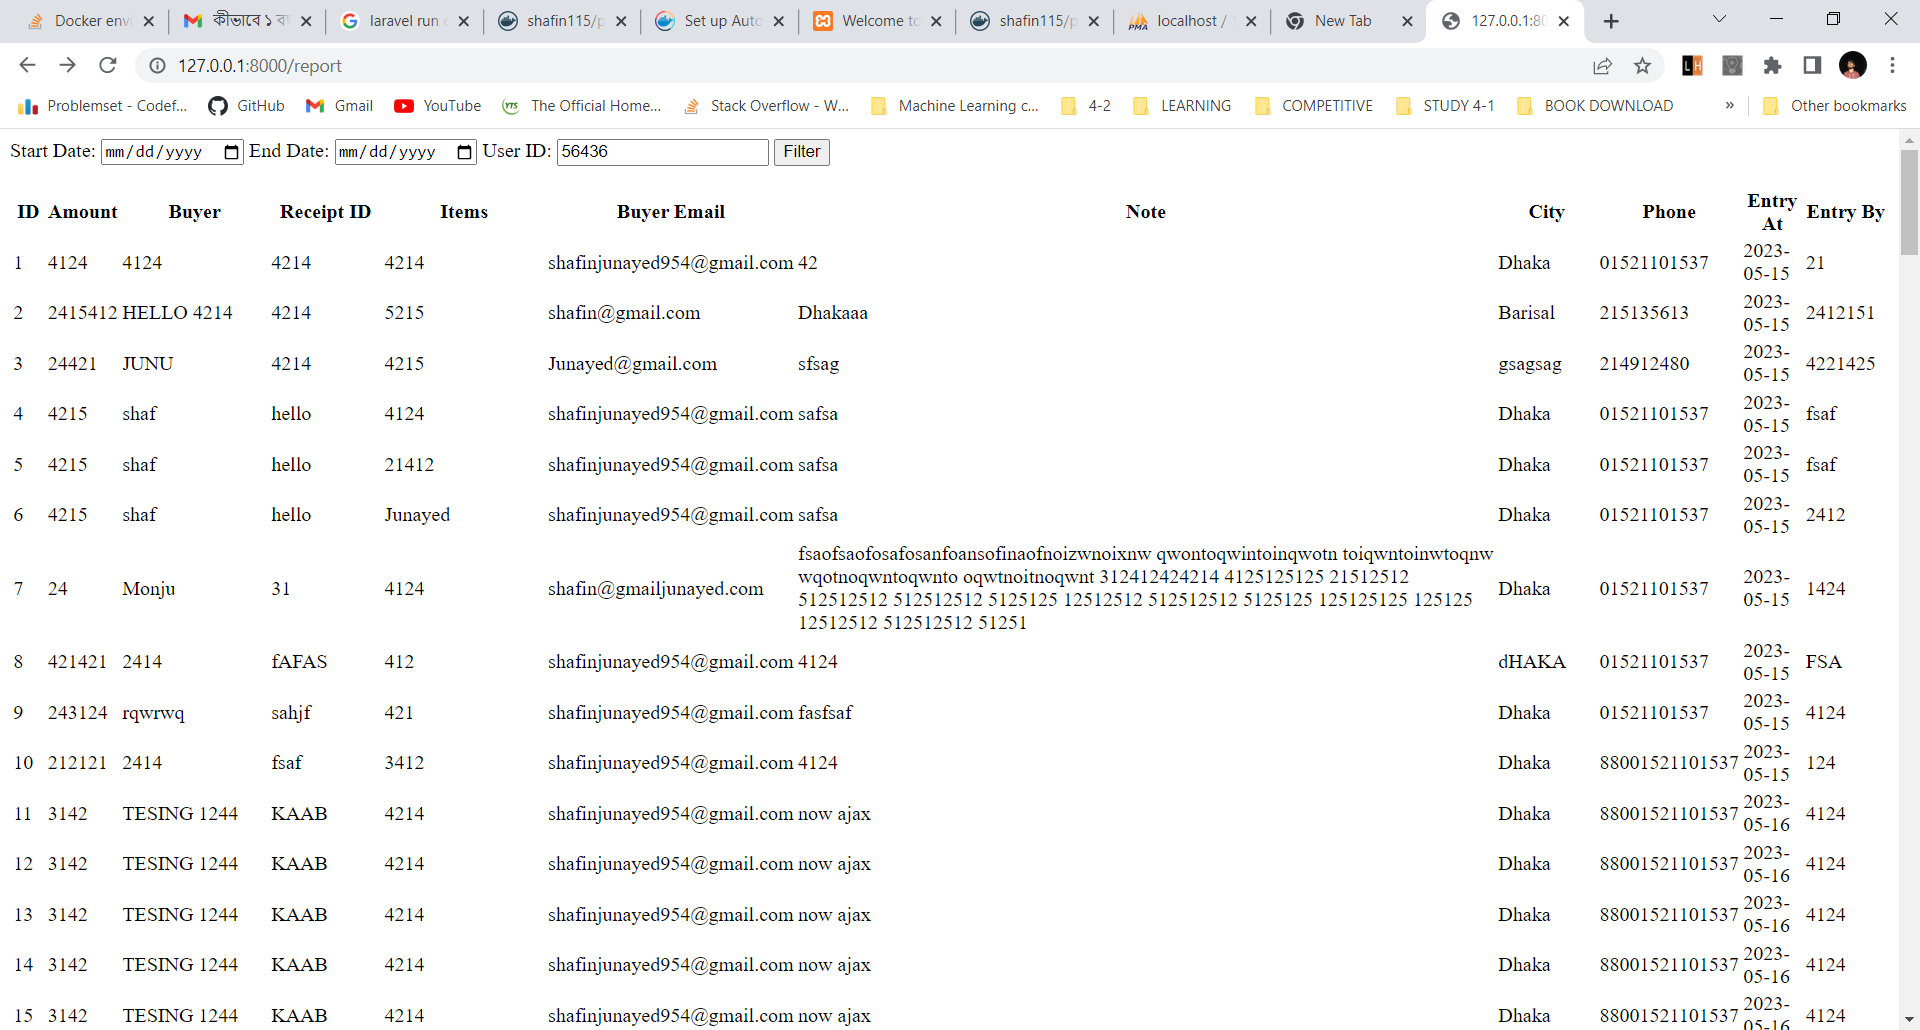 Docker envi
কীভাবে ১ ব
laravel run
shafin115/p
Set up Auto
Welcome to
shafin115/p
localhost /
New Tab
127.0.0.1:80
127.0.0.1:8000/report
Problemset - Codef... GitHub Gmail YouTube The Official Home... Stack Overflow - W... Machine Learning c... 4-2 LEARNING COMPETITIVE STUDY 4-1 BOOK DOWNLOAD » Other bookmarks
Start Date: mm/dd/yyyy End Date: mm/dd/yyyy User ID: 56436 Filter
ID Amount Buyer Receipt ID Items Buyer Email Note City Phone Entry At Entry By
1 4124 4124 4214 4214 shafinjunayed954@gmail.com 42 Dhaka 01521101537 2023-05-15 21
2 2415412 HELLO 4214 4214 5215 shafin@gmail.com Dhakaaa Barisal 215135613 2023-05-15 2412151
3 24421 JUNU 4214 4215 Junayed@gmail.com sfsag gsagsag 214912480 2023-05-15 4221425
4 4215 shaf hello 4124 shafinjunayed954@gmail.com safsa Dhaka 01521101537 2023-05-15 fsaf
5 4215 shaf hello 21412 shafinjunayed954@gmail.com safsa Dhaka 01521101537 2023-05-15 fsaf
6 4215 shaf hello Junayed shafinjunayed954@gmail.com safsa Dhaka 01521101537 2023-05-15 2412
fsaofsaofosafosanfoansofinaofnoizwnoixnw qwontoqwintoinqwotn toiqwntoinwtoqnw
wqotnoqwntoqwnto oqwtnoitnoqwnt 312412424214 4125125125 21512512
7 24 Monju 31 4124 shafin@gmailjunayed.com 512512512 512512512 5125125 12512512 512512512 5125125 125125125 125125 Dhaka 01521101537 2023-05-15 1424
12512512 512512512 51251
8 421421 2414 fAFAS 412 shafinjunayed954@gmail.com 4124 dHAKA 01521101537 2023-05-15 FSA
9 243124 rqwrwq sahjf 421 shafinjunayed954@gmail.com fasfsaf Dhaka 01521101537 2023-05-15 4124
10 212121 2414 fsaf 3412 shafinjunayed954@gmail.com 4124 Dhaka 88001521101537 2023-05-15 124
11 3142 TESING 1244 KAAB 4214 shafinjunayed954@gmail.com now ajax Dhaka 88001521101537 2023-05-16 4124
12 3142 TESING 1244 KAAB 4214 shafinjunayed954@gmail.com now ajax Dhaka 88001521101537 2023-05-16 4124
13 3142 TESING 1244 KAAB 4214 shafinjunayed954@gmail.com now ajax Dhaka 88001521101537 2023-05-16 4124
14 3142 TESING 1244 KAAB 4214 shafinjunayed954@gmail.com now ajax Dhaka 88001521101537 2023-05-16 4124
15 3142 TESING 1244 KAAB 4214 shafinjunayed954@gmail.com now ajax Dhaka 88001521101537 2023- 4124